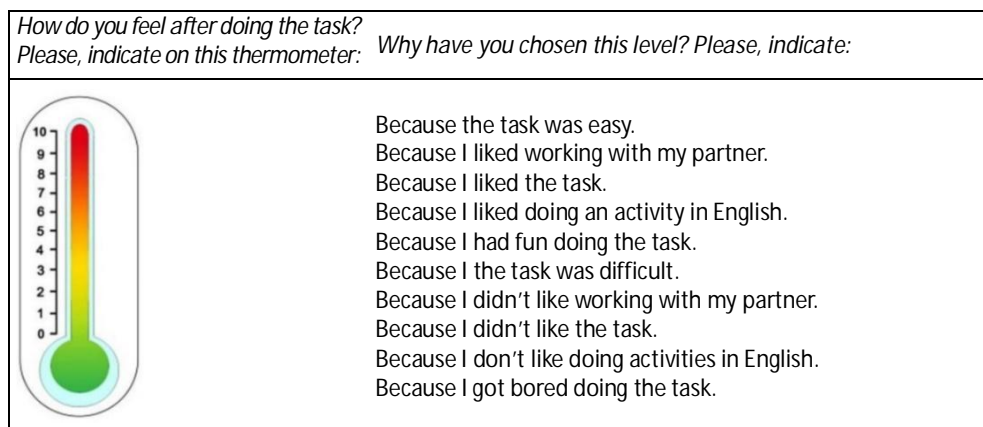 How do you feel after doing the task?
Please, indicate on this thermometer:
Why have you chosen this level? Please, indicate:
10
9
8
7
6
5
4
3
2
1
0
Because the task was easy.
Because I liked working with my partner.
Because I liked the task.
Because I liked doing an activity in English.
Because I had fun doing the task.
Because I the task was difficult.
Because I didn't like working with my partner.
Because I didn't like the task.
Because I don't like doing activities in English.
Because I got bored doing the task.